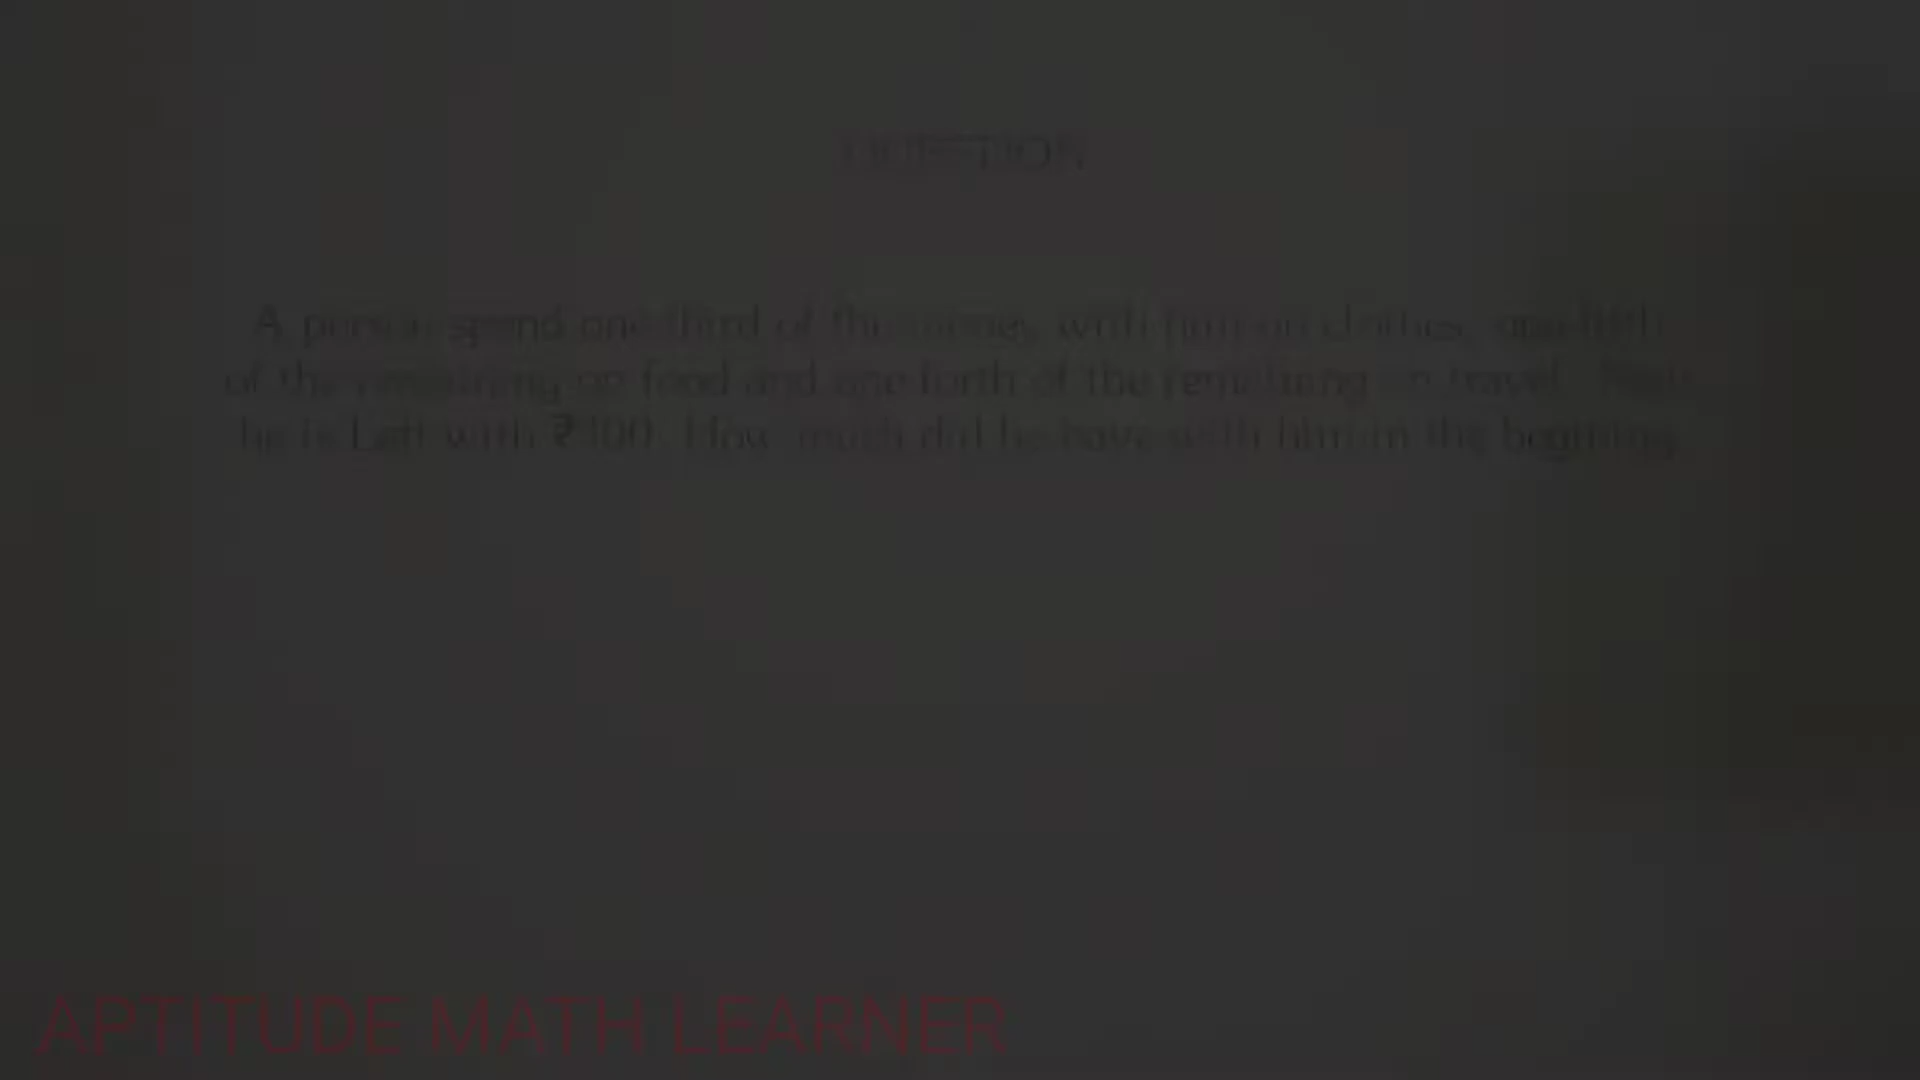 QUESTION
A person spend one third of the money with him on clothes, one-fifth
of the remaining on food and one forth of the remaining on travel.
he is Left with ₹100. How much did he have with him in the
APTITUDE MATH LEARNER